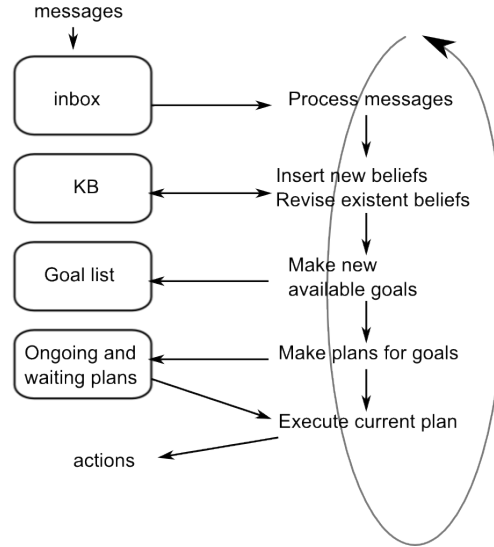 messages
inbox
Process messages
KB
Insert new beliefs
Revise existent beliefs
Goal list
Make new
available goals
Ongoing and
waiting plans
Make plans for goals
Execute current plan
actions